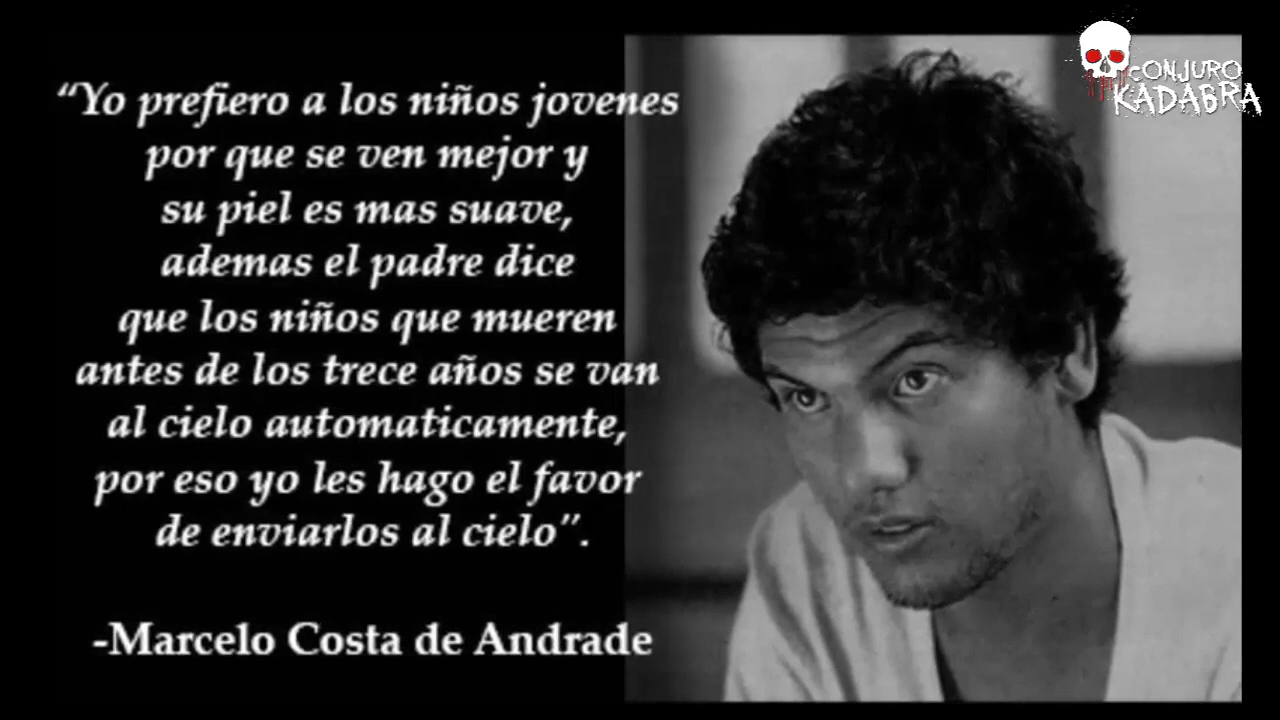 “Yo prefiero a los niños jovenes
por que se ven mejor y
su piel es mas suave,
ademas el padre dice
que los niños que mueren
antes de los trece años se van
al cielo automaticamente,
por eso yo les hago el favor
de enviarlos al cielo”.
-Marcelo Costa de Andrade
CONJURO
KADABRA